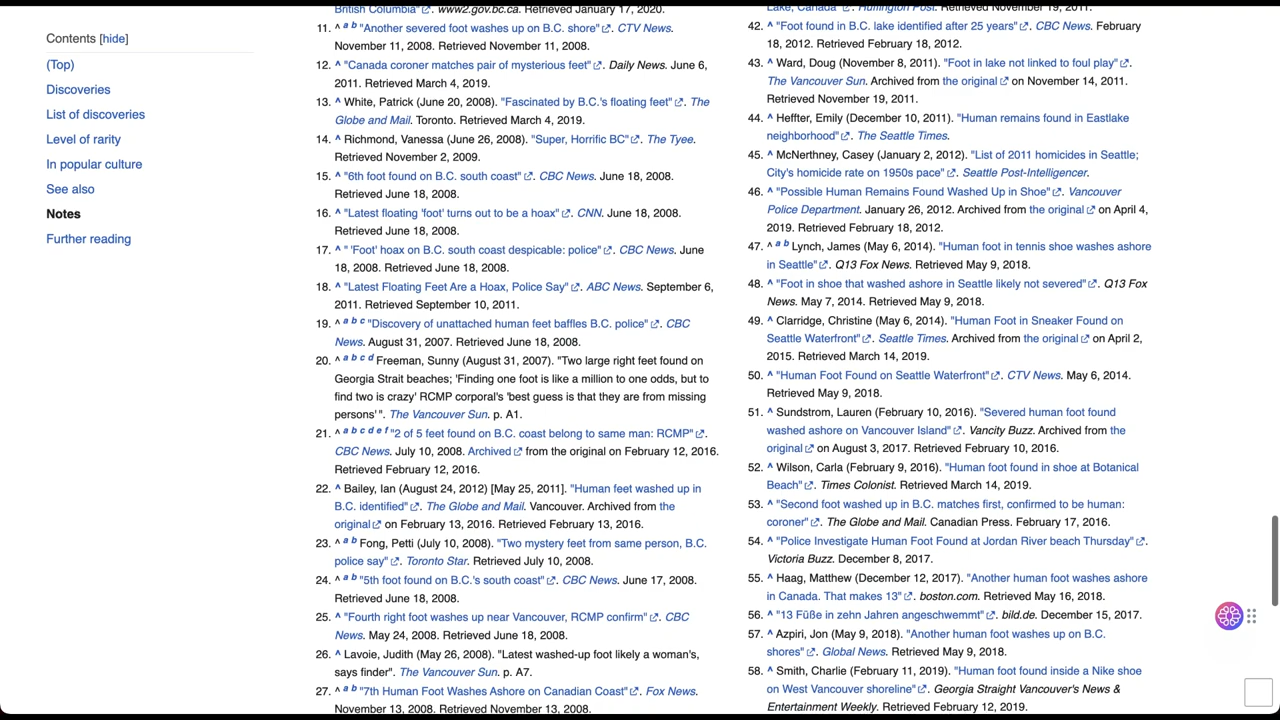 Contents [hide]
(Top)
Discoveries
List of discoveries
Level of rarity
In popular culture
See also
Notes
Further reading
British Columbia". www2.gov.bc.ca. Retrieved January 17, 2020.
11. ^ a b "Another severed foot washes up on B.C. shore". CTV News.
November 11, 2008. Retrieved November 11, 2008.
12. ^ "Canada coroner matches pair of mysterious feet". Daily News. June 6,
2011. Retrieved March 4, 2019.
13. ^ White, Patrick (June 20, 2008). "Fascinated by B.C.'s floating feet". The
Globe and Mail. Toronto. Retrieved March 4, 2019.
14. ^ Richmond, Vanessa (June 26, 2008). "Super, Horrific BC". The Tyee.
Retrieved November 2, 2009.
15. ^ "6th foot found on B.C. south coast". CBC News. June 18, 2008.
Retrieved June 18, 2008.
16. ^ "Latest floating 'foot' turns out to be a hoax". CNN. June 18, 2008.
Retrieved June 18, 2008.
17. ^ " 'Foot' hoax on B.C. south coast despicable: police". CBC News. June
18, 2008. Retrieved June 18, 2008.
18. ^ "Latest Floating Feet Are a Hoax, Police Say". ABC News. September 6,
2011. Retrieved September 10, 2011.
19. ^ a b c "Discovery of unattached human feet baffles B.C. police". CBC
News. August 31, 2007. Retrieved June 18, 2008.
20. ^ a b c d Freeman, Sunny (August 31, 2007). "Two large right feet found on
Georgia Strait beaches; 'Finding one foot is like a million to one odds, but to
find two is crazy' RCMP corporal's 'best guess is that they are from missing
persons' ". The Vancouver Sun. p. A1.
21. ^ a b c d e f "2 of 5 feet found on B.C. coast belong to same man: RCMP".
CBC News. July 10, 2008. Archived from the original on February 12, 2016.
Retrieved February 12, 2016.
22. ^ Bailey, Ian (August 24, 2012) [May 25, 2011]. "Human feet washed up in
B.C. identified". The Globe and Mail. Vancouver. Archived from the
original on February 13, 2016. Retrieved February 13, 2016.
23. ^ a b Fong, Petti (July 10, 2008). "Two mystery feet from same person, B.C.
police say". Toronto Star. Retrieved July 10, 2008.
24. ^ a b "5th foot found on B.C.'s south coast". CBC News. June 17, 2008.
Retrieved June 18, 2008.
25. ^ "Fourth right foot washes up near Vancouver, RCMP confirm". CBC
News. May 24, 2008. Retrieved June 18, 2008.
26. ^ Lavoie, Judith (May 26, 2008). "Latest washed-up foot likely a woman's,
says finder". The Vancouver Sun. p. A7.
27. ^ a b "7th Human Foot Washes Ashore on Canadian Coast". Fox News.
November 13, 2008. Retrieved November 13, 2008.
Lake, Canada". Huffington Post. Retrieved November 19, 2011.
42. ^ "Foot found in B.C. lake identified after 25 years". CBC News. February
18, 2012. Retrieved February 18, 2012.
43. ^ Ward, Doug (November 8, 2011). "Foot in lake not linked to foul play".
The Vancouver Sun. Archived from the original on November 14, 2011.
Retrieved November 19, 2011.
44. ^ Heffter, Emily (December 10, 2011). "Human remains found in Eastlake
neighborhood". The Seattle Times.
45. ^ McNerthney, Casey (January 2, 2012). "List of 2011 homicides in Seattle;
City's homicide rate on 1950s pace". Seattle Post-Intelligencer.
46. ^ "Possible Human Remains Found Washed Up in Shoe". Vancouver
Police Department. January 26, 2012. Archived from the original on April 4,
2019. Retrieved February 18, 2012.
47. ^ a b Lynch, James (May 6, 2014). "Human foot in tennis shoe washes ashore
in Seattle". Q13 Fox News. Retrieved May 9, 2018.
48. ^ "Foot in shoe that washed ashore in Seattle likely not severed". Q13 Fox
News. May 7, 2014. Retrieved May 9, 2018.
49. ^ Clarridge, Christine (May 6, 2014). "Human Foot in Sneaker Found on
Seattle Waterfront". Seattle Times. Archived from the original on April 2,
2015. Retrieved March 14, 2019.
50. ^ "Human Foot Found on Seattle Waterfront". CTV News. May 6, 2014.
Retrieved May 9, 2018.
51. ^ Sundstrom, Lauren (February 10, 2016). "Severed human foot found
washed ashore on Vancouver Island". Vancity Buzz. Archived from the
original on August 3, 2017. Retrieved February 10, 2016.
52. ^ Wilson, Carla (February 9, 2016). "Human foot found in shoe at Botanical
Beach". Times Colonist. Retrieved March 14, 2019.
53. ^ "Second foot washed up in B.C. matches first, confirmed to be human:
coroner". The Globe and Mail. Canadian Press. February 17, 2016.
54. ^ "Police Investigate Human Foot Found at Jordan River beach Thursday".
Victoria Buzz. December 8, 2017.
55. ^ Haag, Matthew (December 12, 2017). "Another human foot washes ashore
in Canada. That makes 13". boston.com. Retrieved May 16, 2018.
56. ^ "13 Füße in zehn Jahren angeschwemmt". bild.de. December 15, 2017.
57. ^ Azpiri, Jon (May 9, 2018). "Another human foot washes up on B.C.
shores". Global News. Retrieved May 9, 2018.
58. ^ Smith, Charlie (February 11, 2019). "Human foot found inside a Nike shoe
on West Vancouver shoreline". Georgia Straight Vancouver's News &
Entertainment Weekly. Retrieved February 12, 2019.